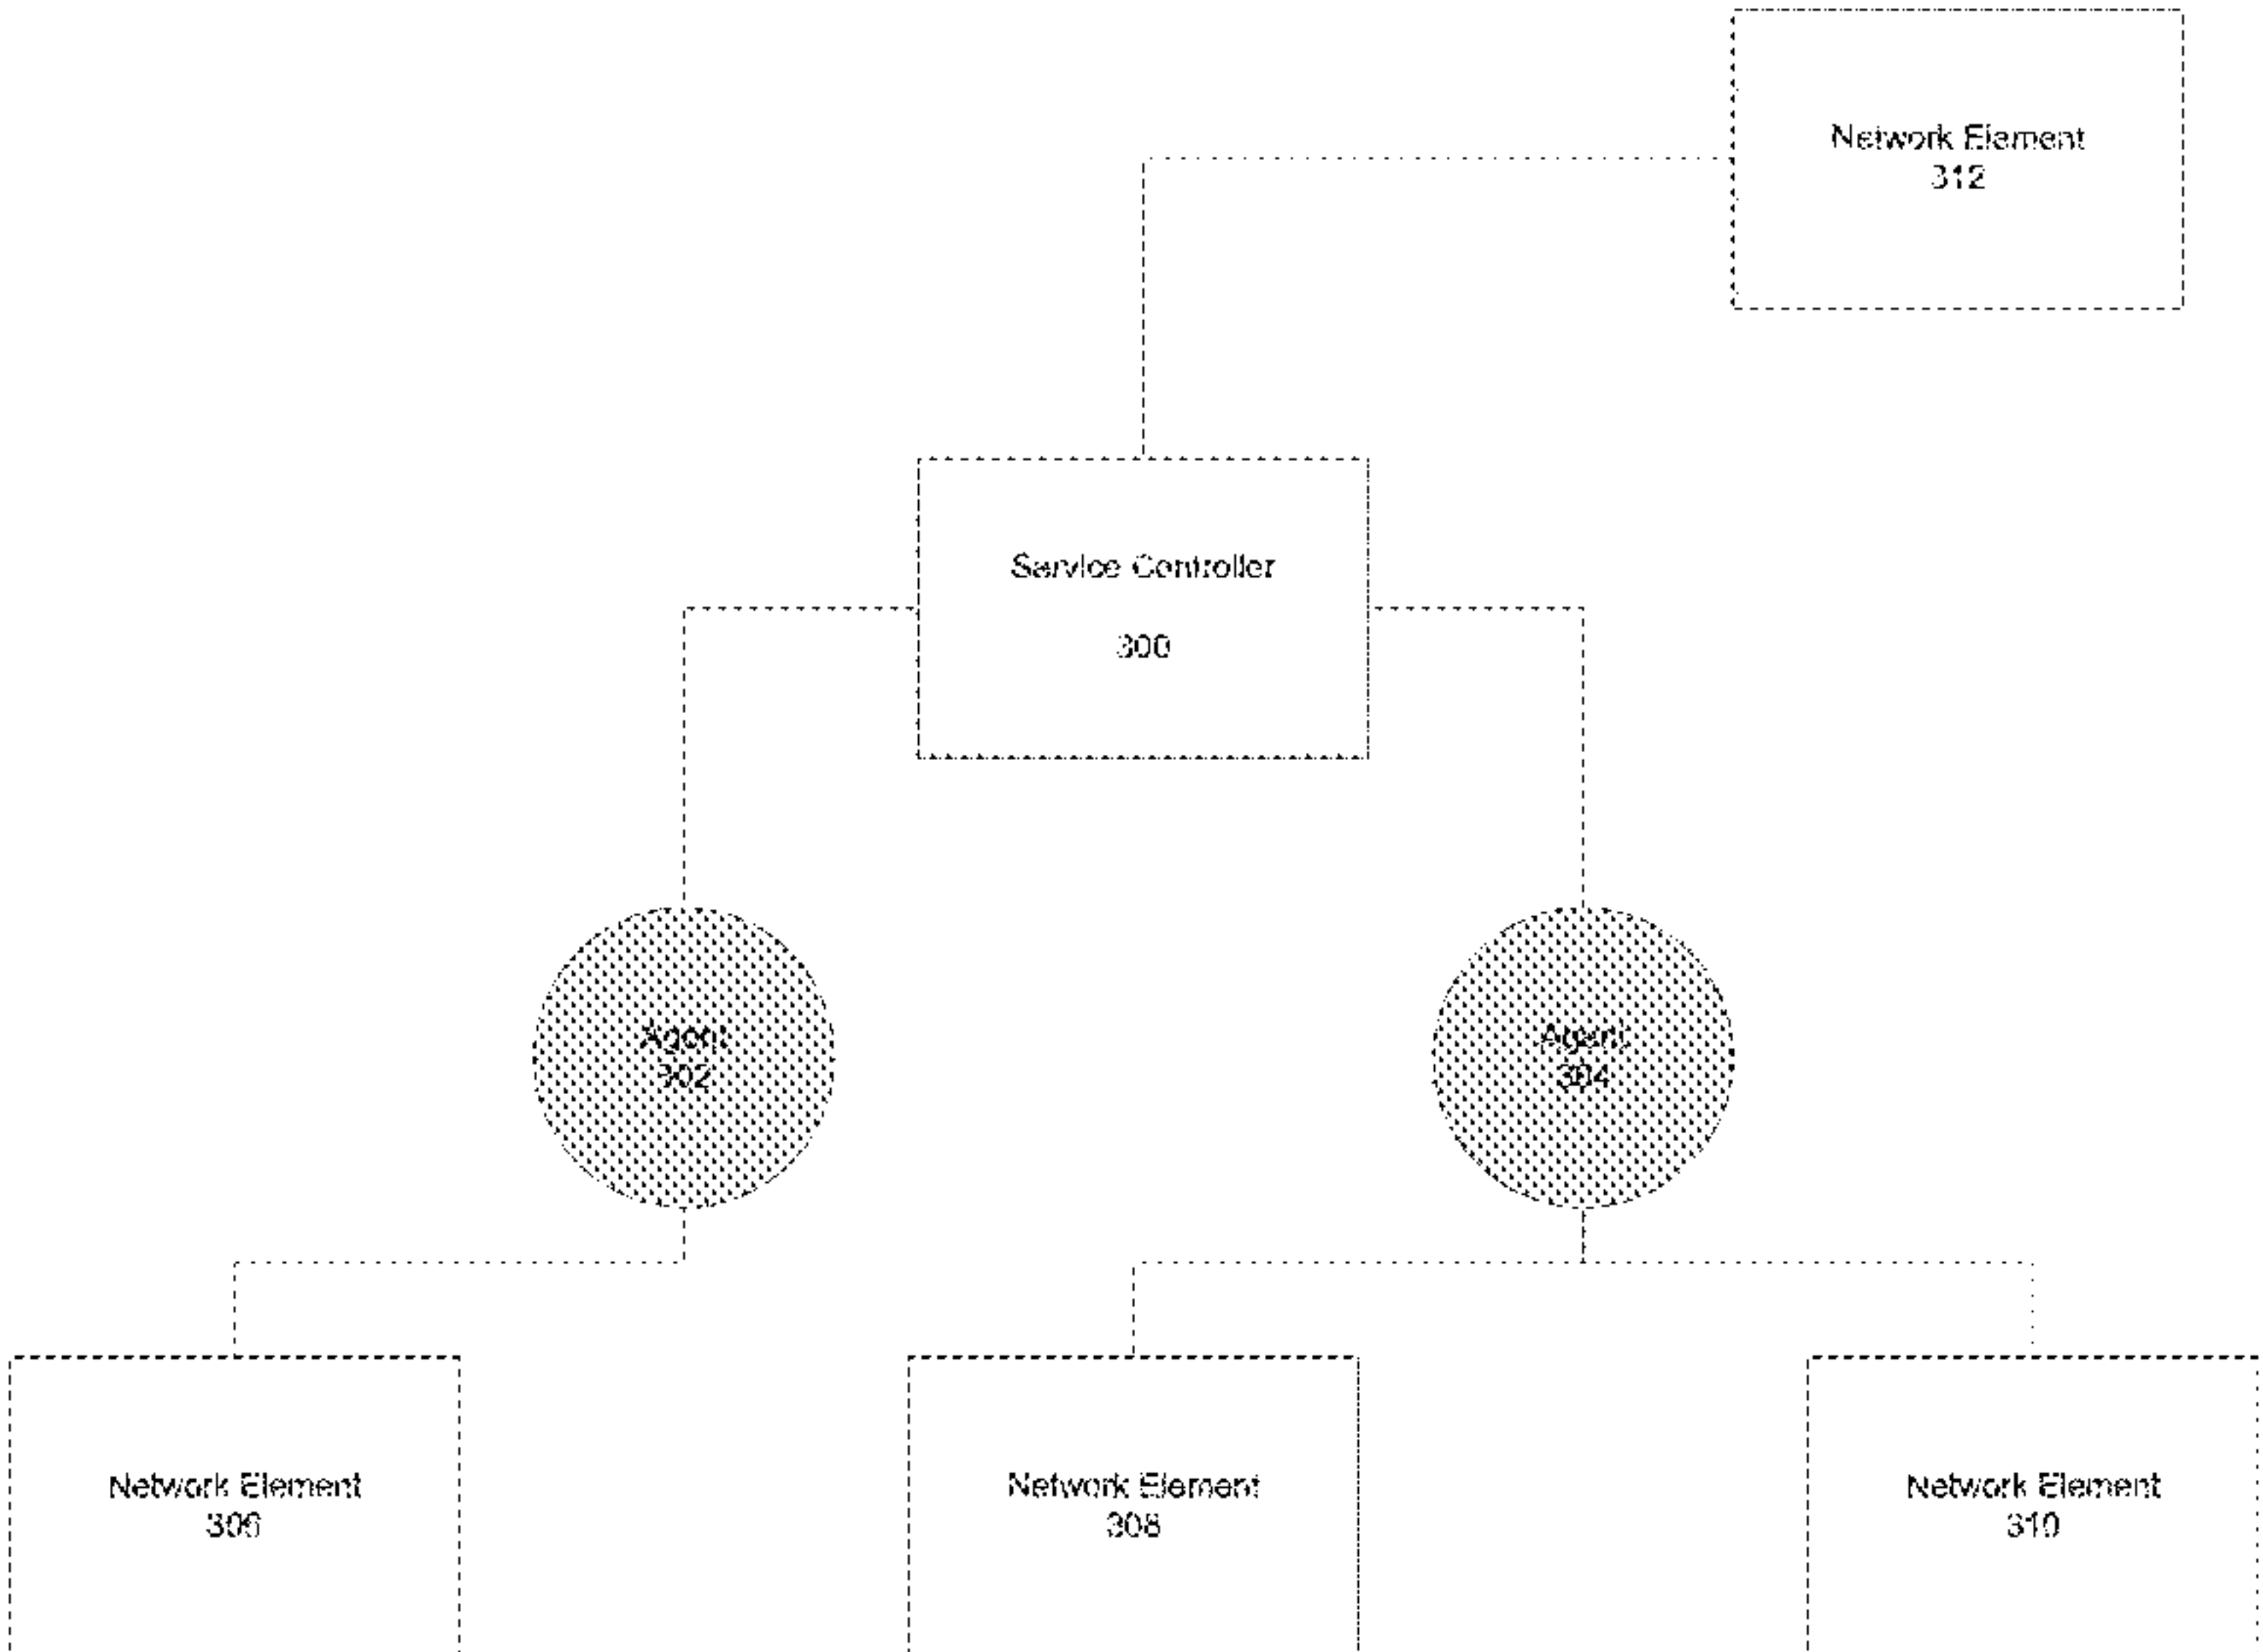 Network Element
312
Service Controller
300
Agent
302
Agent
304
Network Element
306
Network Element
308
Network Element
310